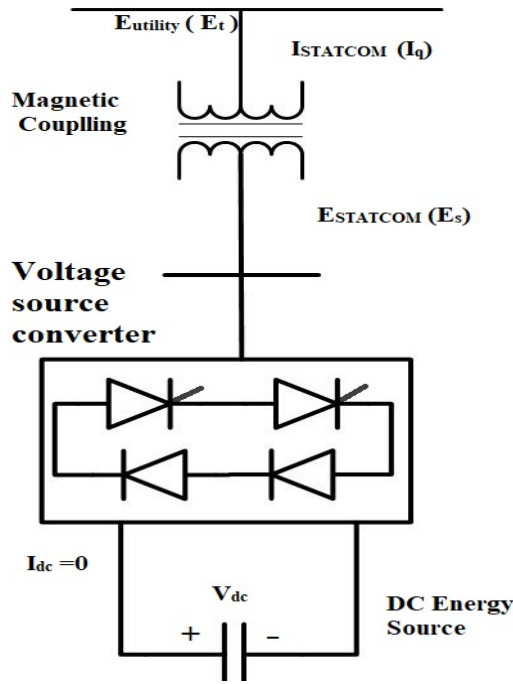 Eutility ( Et )
ISTATCOM (Iq)
Magnetic
Couplling
ESTATCOM (Es)
Voltage
source
converter
Idc =0
Vdc
+ -
DC Energy
Source